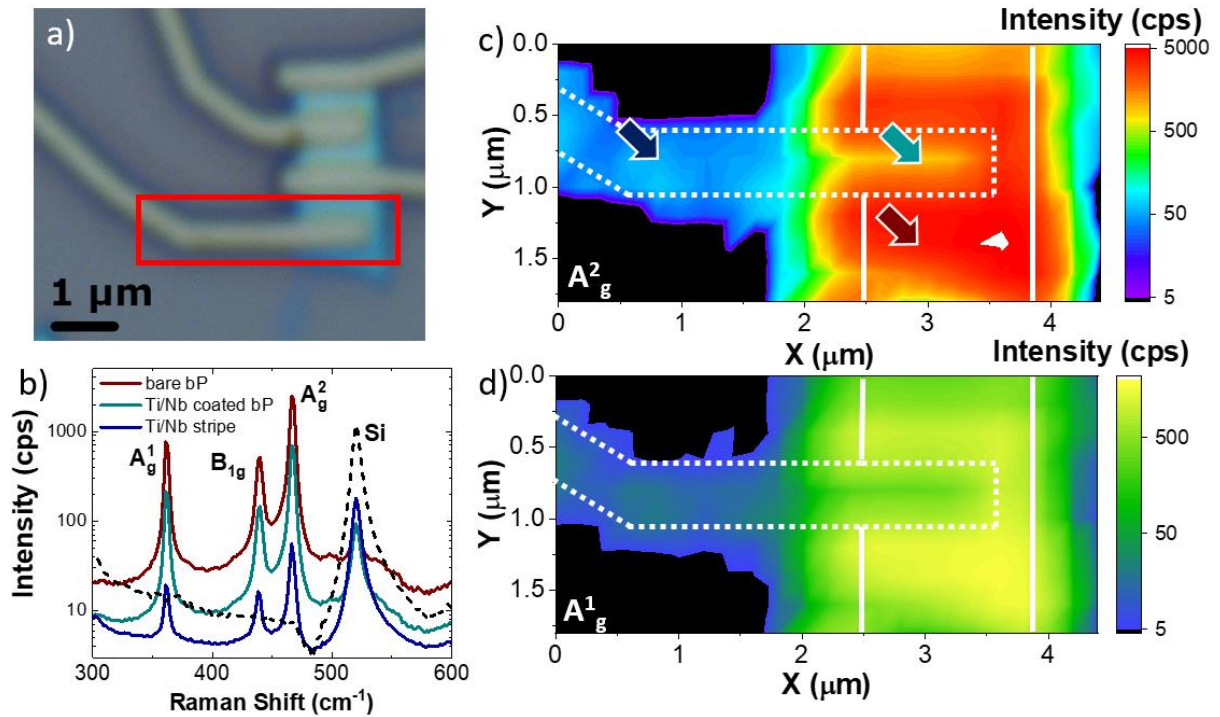 a)
1 μm
b)
Intensity (cps)
1000
100
10
bare bP
Ti/Nb coated bP
Ti/Nb stripe
A¹g
B1g
A²g
Si
300 400 500 600
Raman Shift (cm⁻¹)
c)
Intensity (cps)
5000
500
50
5
0.0
0.5
1.0
1.5
Y (μm)
A²g
0 1 2 3 4
X (μm)
d)
Intensity (cps)
500
50
5
0.0
0.5
1.0
1.5
Y (μm)
A¹g
0 1 2 3 4
X (μm)